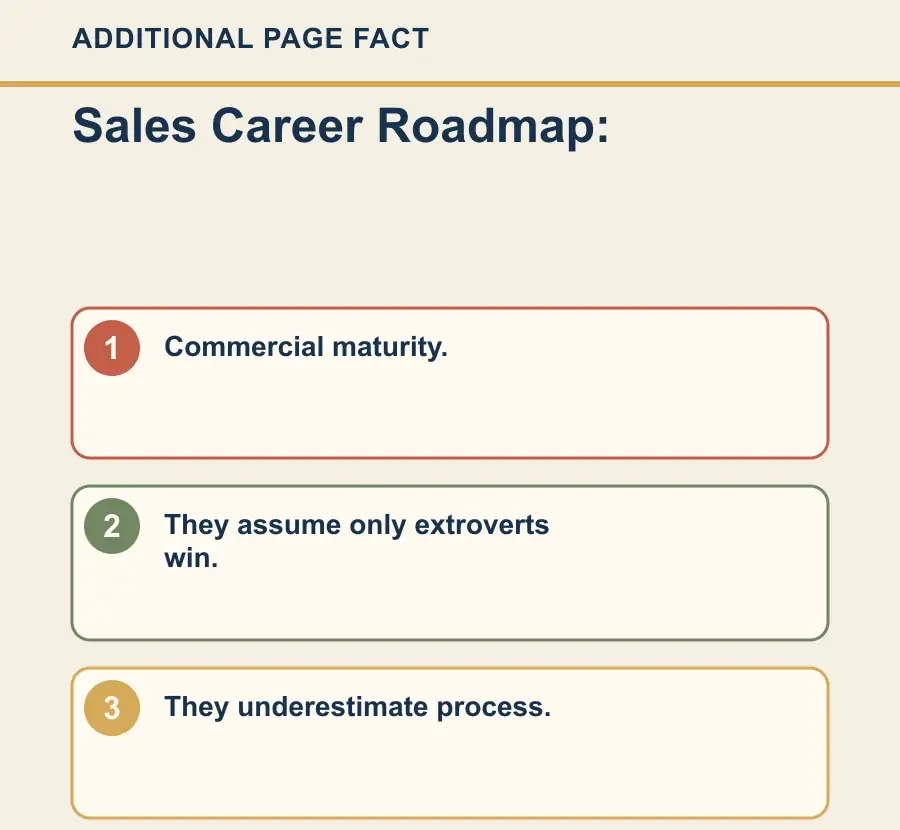 ADDITIONAL PAGE FACT
Sales Career Roadmap:
1 Commercial maturity.
2 They assume only extroverts
win.
3 They underestimate process.